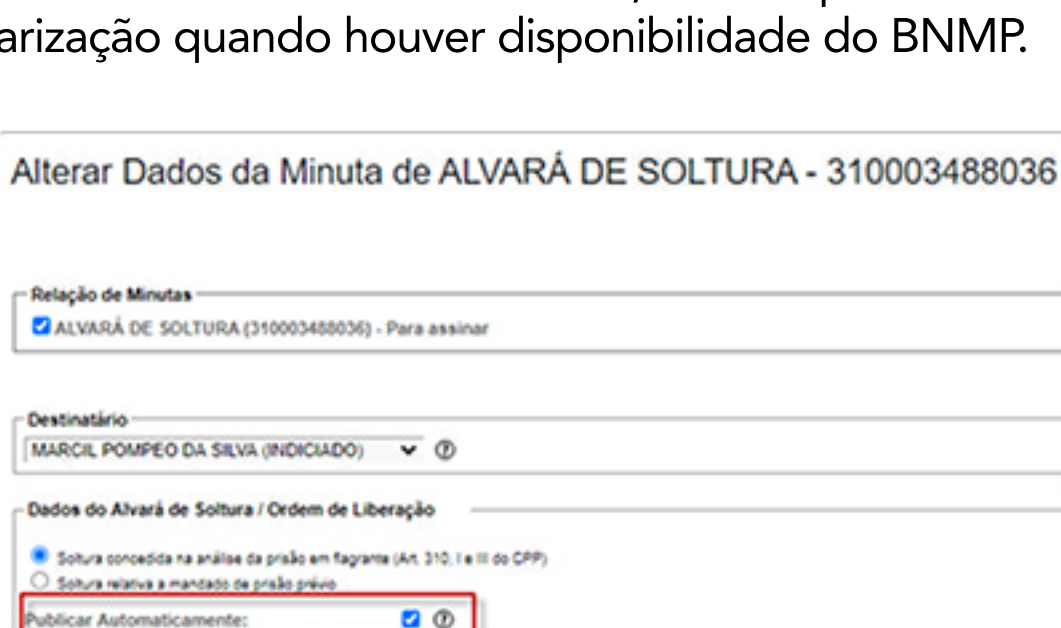 arização quando houver disponibilidade do BNMP.
Alterar Dados da Minuta de ALVARÁ DE SOLTURA - 310003488036
Relação de Minutas
ALVARÁ DE SOLTURA (310003488036) - Para assinar
Destinatário
MARCIL POMPEO DA SILVA (INDICIADO)
Dados do Alvará de Soltura / Ordem de Liberação
Soltura concedida na análise da prisão em flagrante (Art. 310, I e III do CPP)
Soltura relativa a mandado de prisão prévio
Publicar Automaticamente: